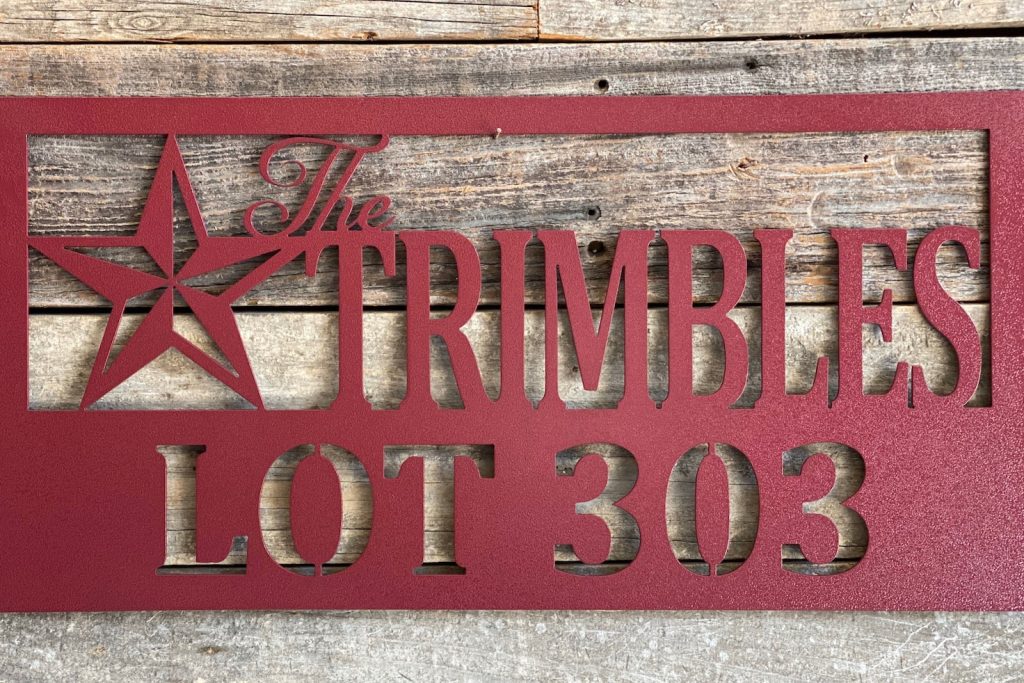 The
TRIMBLES
LOT 303